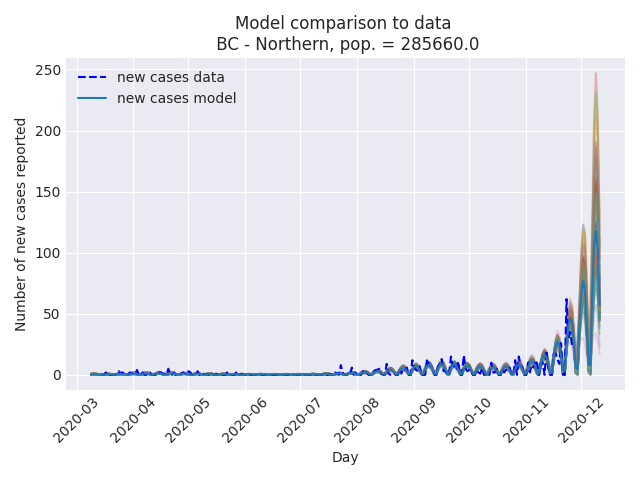 Model comparison to data
BC - Northern, pop. = 285660.0
new cases data
new cases model
Number of new cases reported
250
200
150
100
50
0
2020-03
2020-04
2020-05
2020-06
2020-07
2020-08
2020-09
2020-10
2020-11
2020-12
Day